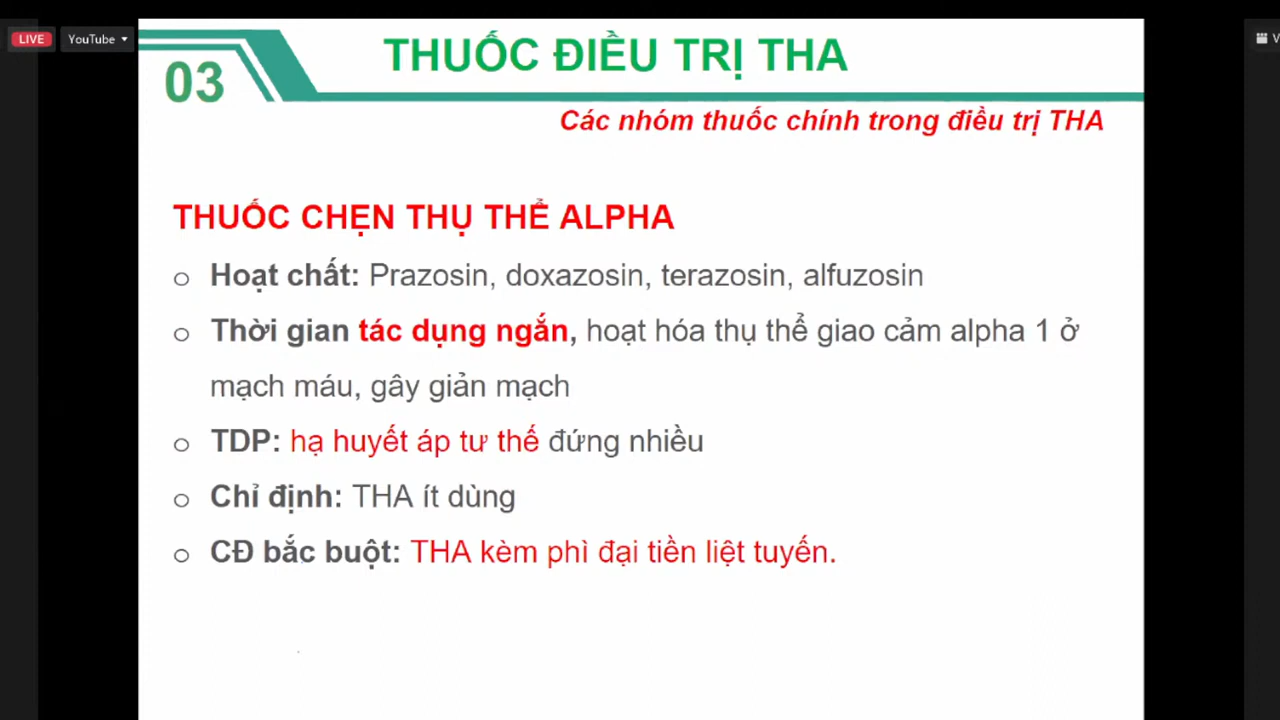 LIVE
YouTube
V
03
THUỐC ĐIỀU TRỊ THA
Các nhóm thuốc chính trong điều trị THA
THUỐC CHẸN THỤ THỂ ALPHA
o Hoạt chất: Prazosin, doxazosin, terazosin, alfuzosin
o Thời gian tác dụng ngắn, hoạt hóa thụ thể giao cảm alpha 1 ở
mạch máu, gây giản mạch
o TDP: hạ huyết áp tư thế đứng nhiều
o Chỉ định: THA ít dùng
o CĐ bắc buột: THA kèm phì đại tiền liệt tuyến.